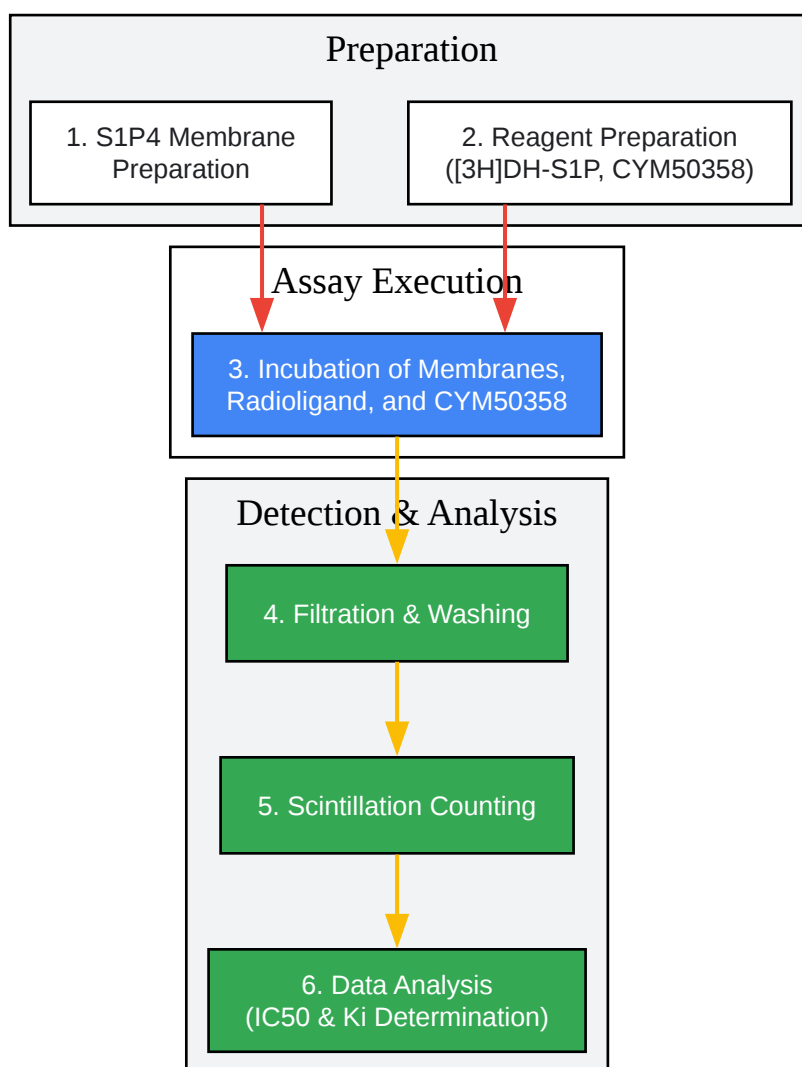 Preparation
1. S1P4 Membrane
Preparation
2. Reagent Preparation
([3H]DH-S1P, CYM50358)
Assay Execution
3. Incubation of Membranes,
Radioligand, and CYM50358
Detection & Analysis
4. Filtration & Washing
5. Scintillation Counting
6. Data Analysis
(IC50 & Ki Determination)